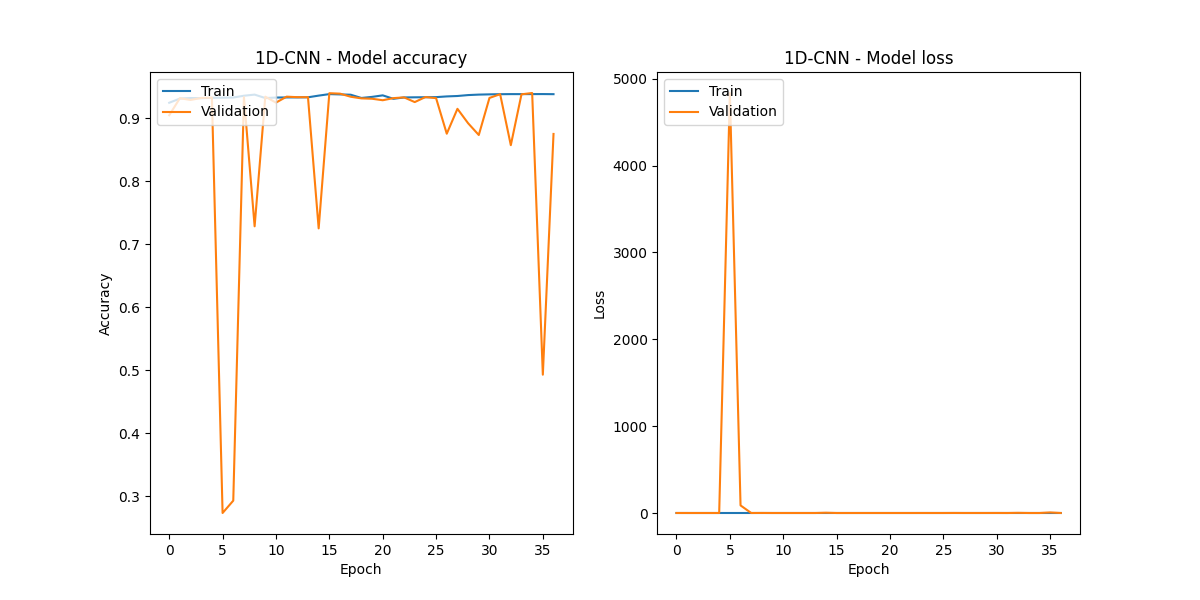 1D-CNN - Model accuracy
Train
Validation
0.9
0.8
0.7
0.6
0.5
0.4
0.3
Accuracy
0 5 10 15 20 25 30 35
Epoch
1D-CNN - Model loss
Train
Validation
5000
4000
3000
2000
1000
0
Loss
0 5 10 15 20 25 30 35
Epoch